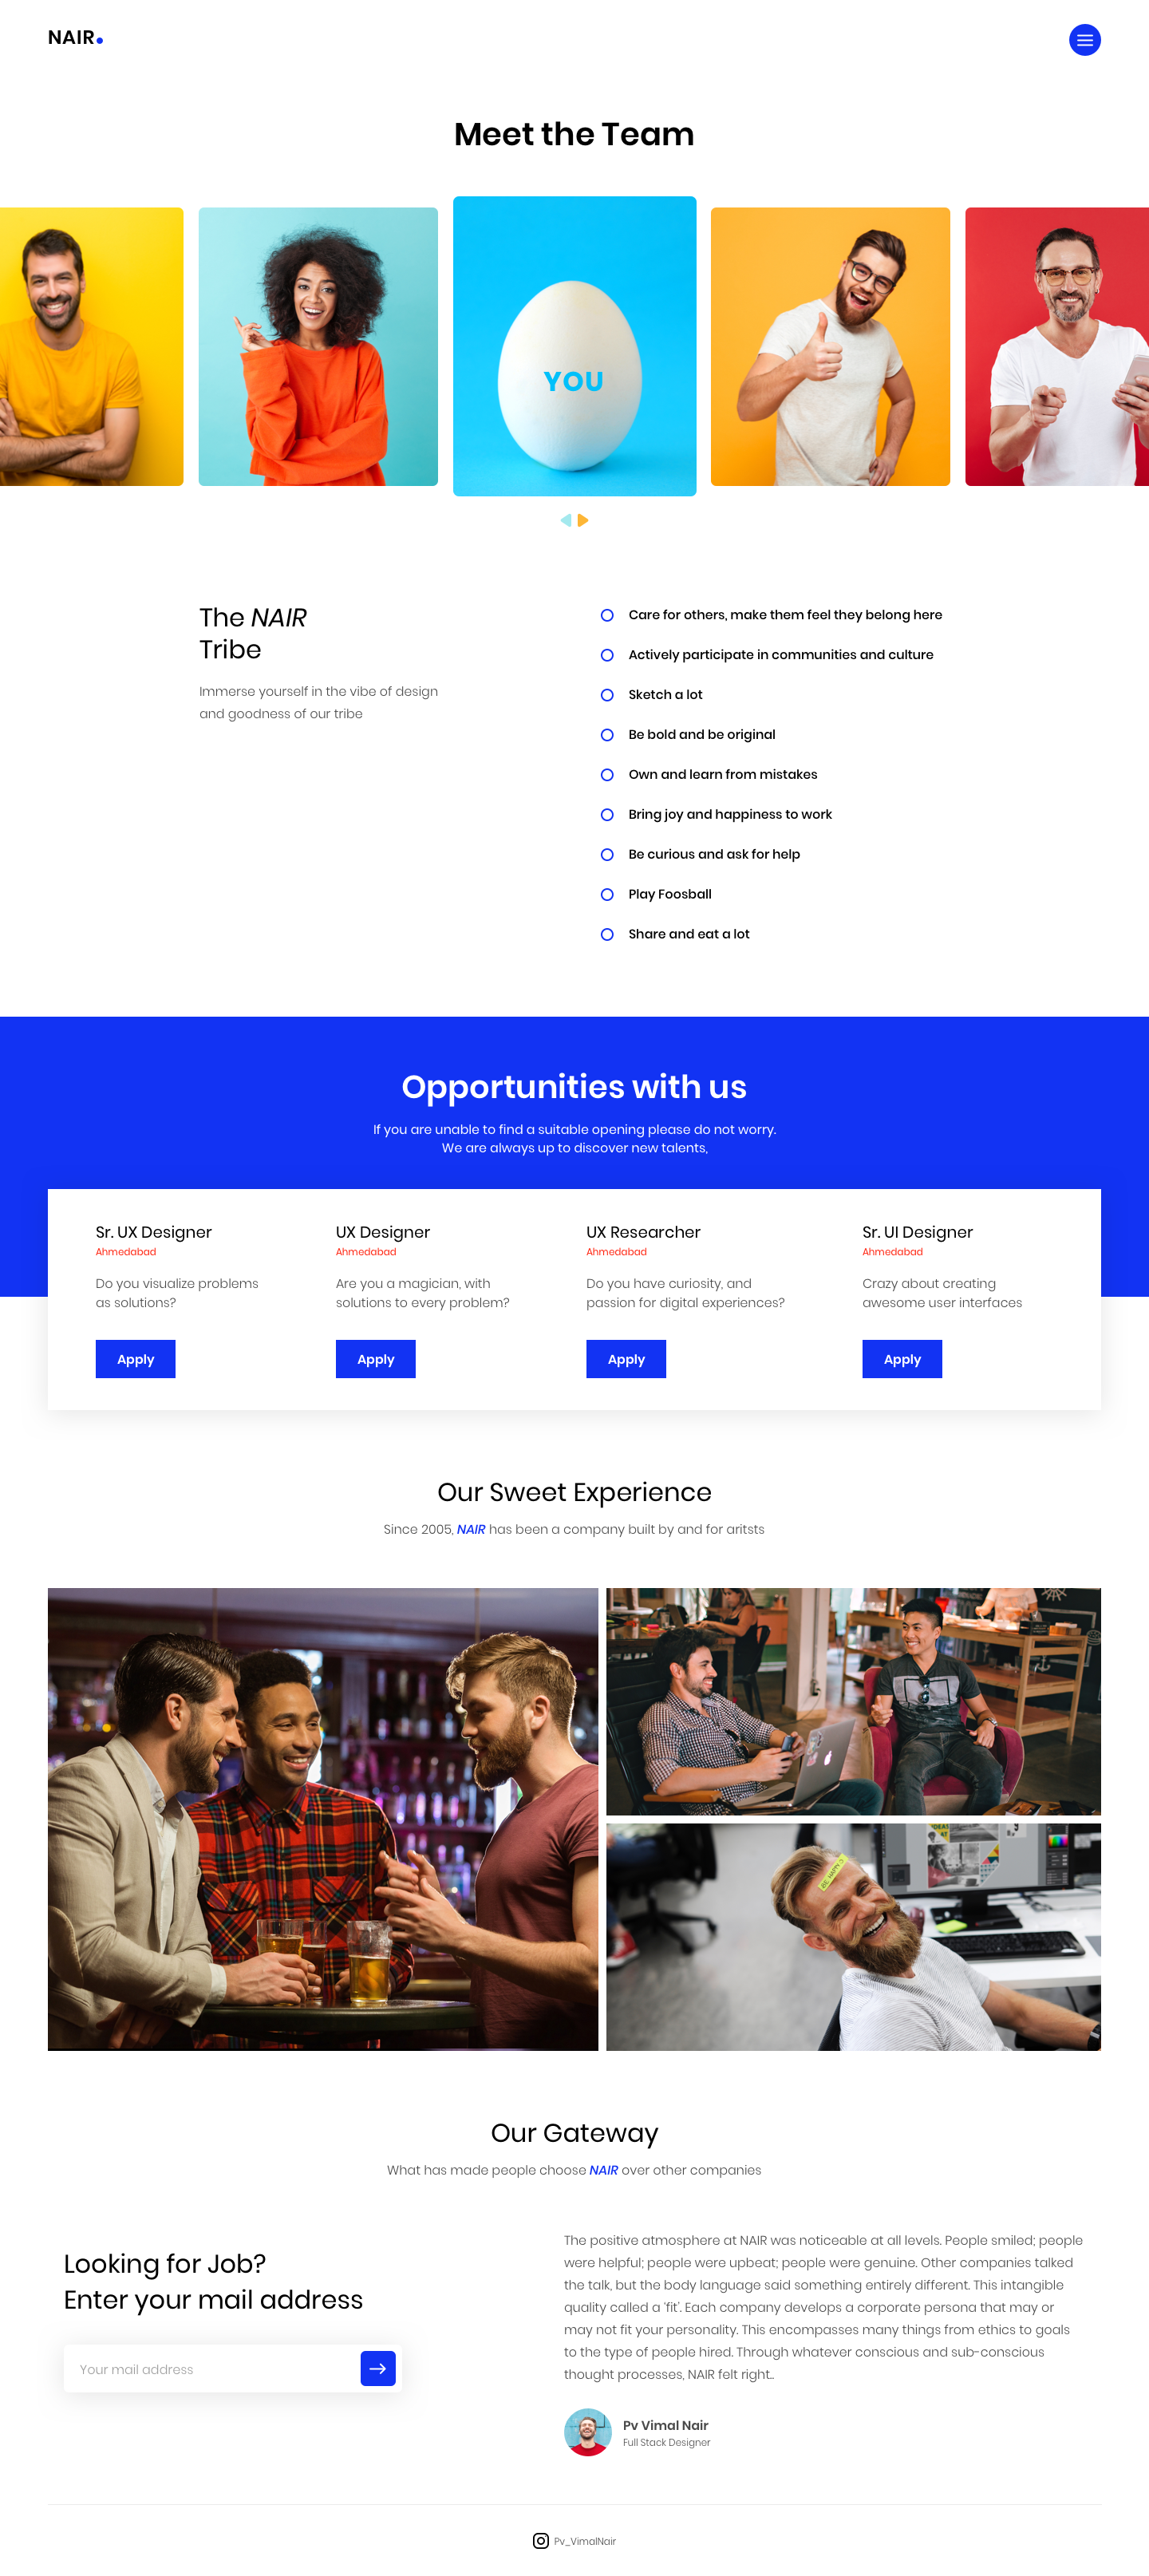 NAIR.
Meet the Team
YOU
The NAIR
Tribe
Immerse yourself in the vibe of design
and goodness of our tribe
Care for others, make them feel they belong here
Actively participate in communities and culture
Sketch a lot
Be bold and be original
Own and learn from mistakes
Bring joy and happiness to work
Be curious and ask for help
Play Foosball
Share and eat a lot
Opportunities with us
If you are unable to find a suitable opening please do not worry.
We are always up to discover new talents,
Sr. UX Designer
Ahmedabad
Do you visualize problems
as solutions?
Apply
UX Designer
Ahmedabad
Are you a magician, with
solutions to every problem?
Apply
UX Researcher
Ahmedabad
Do you have curiosity, and
passion for digital experiences?
Apply
Sr. UI Designer
Ahmedabad
Crazy about creating
awesome user interfaces
Apply
Our Sweet Experience
Since 2005, NAIR has been a company built by and for aritsts
BE HAPPY
Our Gateway
What has made people choose NAIR over other companies
Looking for Job?
Enter your mail address
Your mail address
The positive atmosphere at NAIR was noticeable at all levels. People smiled; people
were helpful; people were upbeat; people were genuine. Other companies talked
the talk, but the body language said something entirely different. This intangible
quality called a ‘fit’. Each company develops a corporate persona that may or
may not fit your personality. This encompasses many things from ethics to goals
to the type of people hired. Through whatever conscious and sub-conscious
thought processes, NAIR felt right..
Pv Vimal Nair
Full Stack Designer
Pv_VimalNair